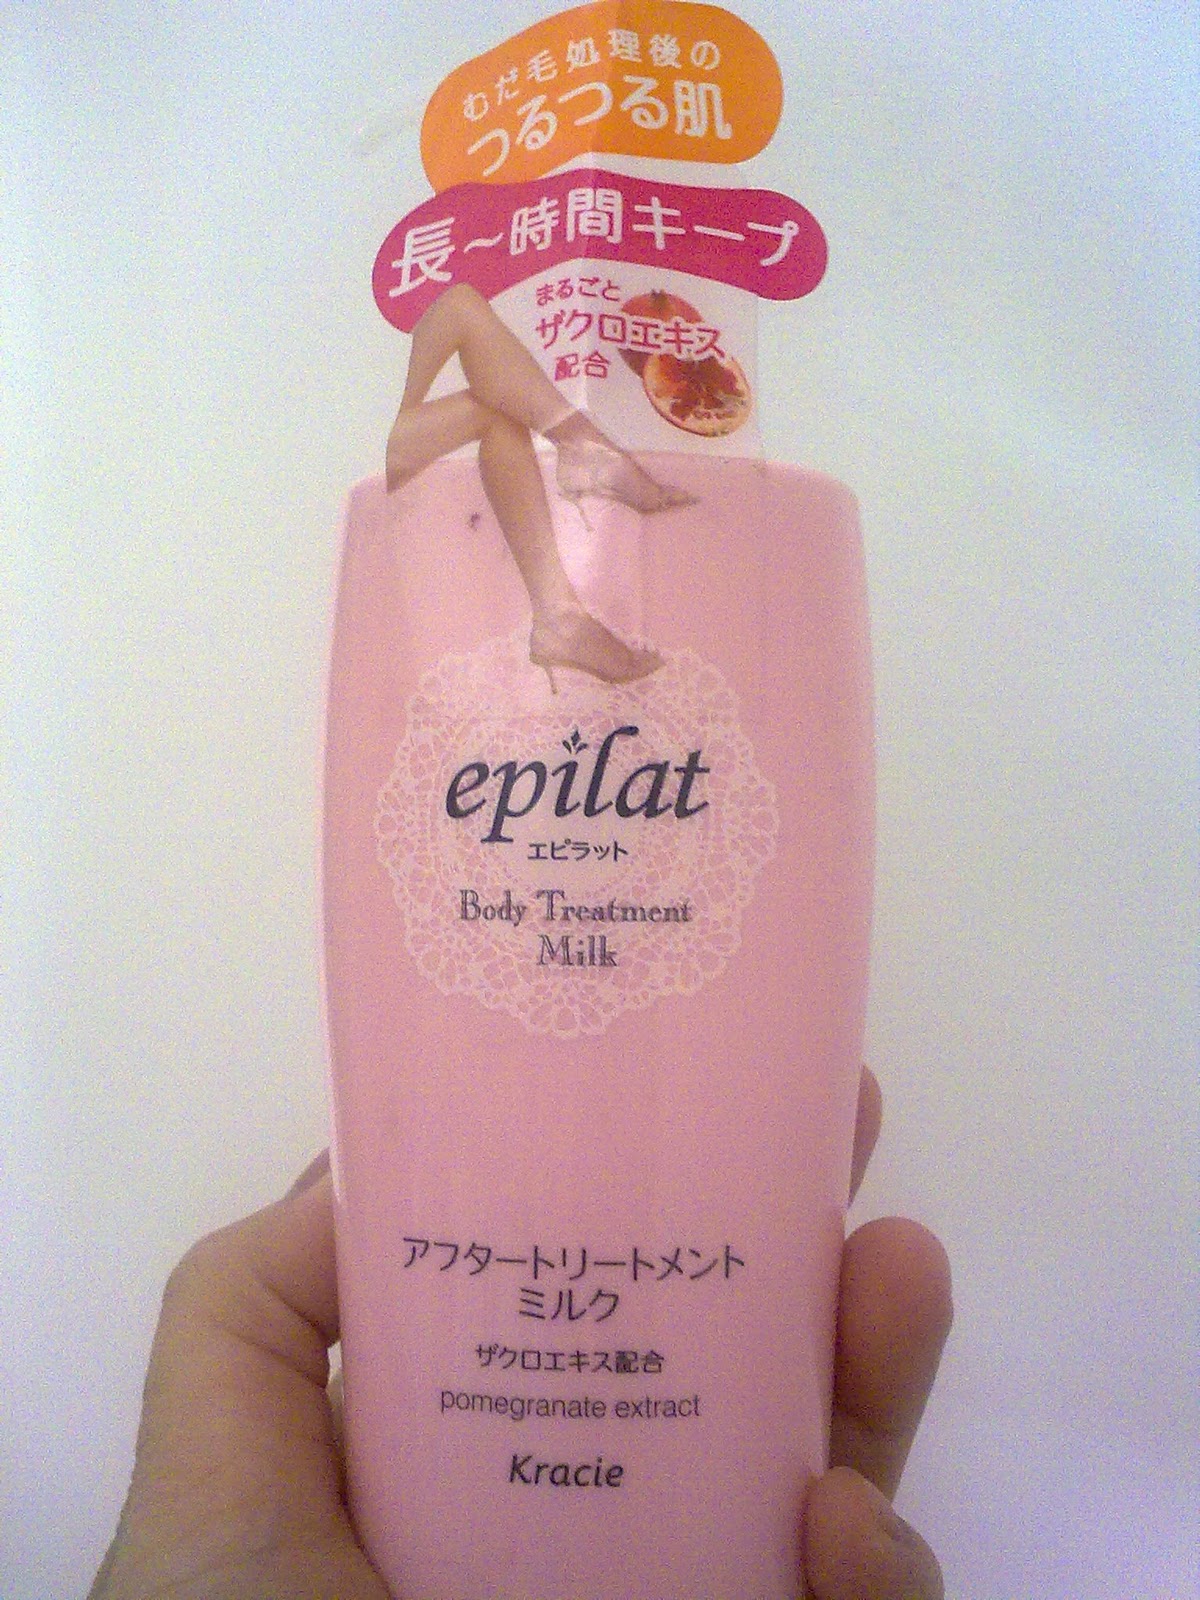 むだ毛処理後の
つるつる肌
長～時間キープ
まるごと
ザクロエキス
配合
epilat
エピラット
Body Treatment
Milk
アフタートリートメント
ミルク
ザクロエキス配合
pomegranate extract
Kracie